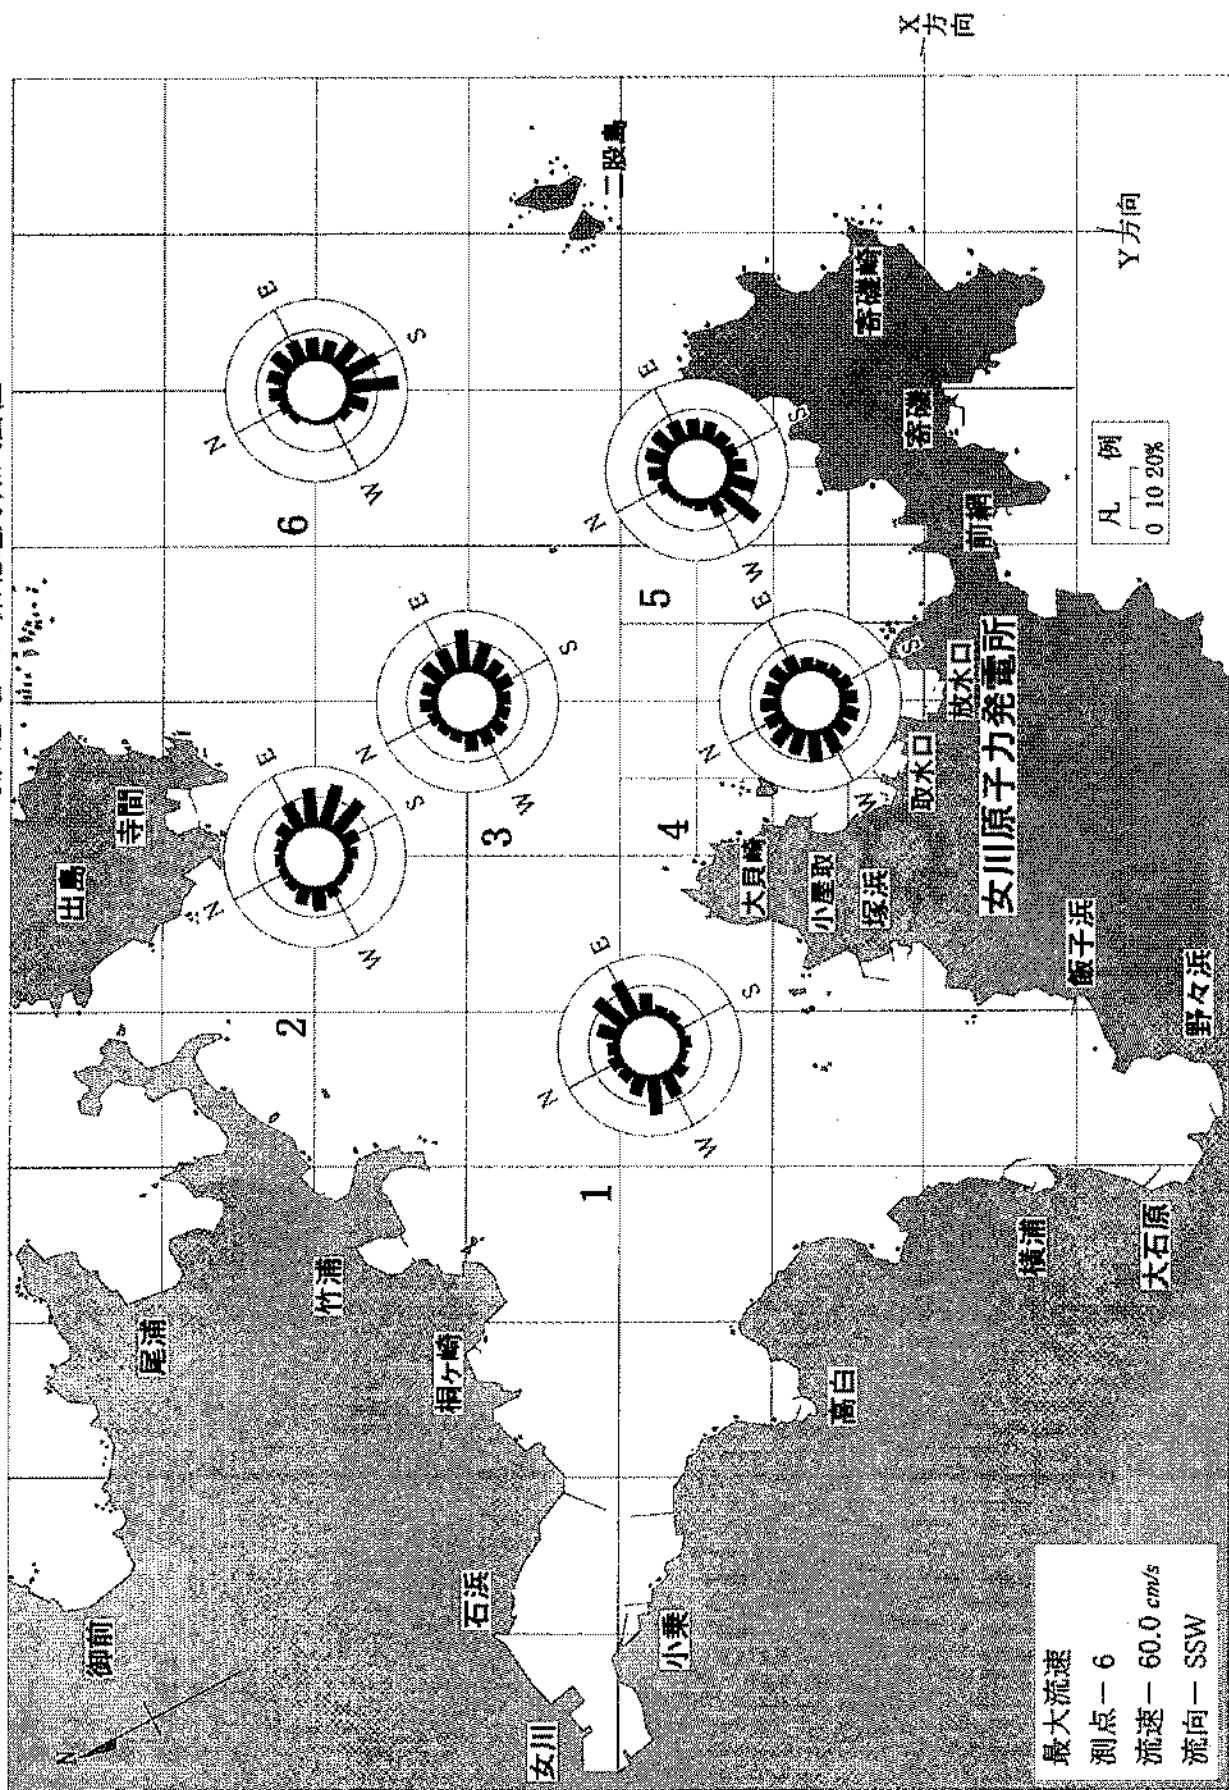 出島
寺間
尾浦
御前
竹浦
桐ヶ崎
石浜
女川
小乗
高白
横浦
大石原
野々浜
飯子浜
塚浜
小屋取
大貝崎
取水口
放水口
女川原子力発電所
前網
寄磯
寄磯崎
二股島
X方向
Y方向
N
1
N
E
S
W
2
N
E
S
W
3
N
E
S
W
4
N
E
S
W
5
N
E
S
W
6
N
E
S
W
凡 例
0 10 20%
最大流速
測点－6
流速－60.0 cm/s
流向－SSW